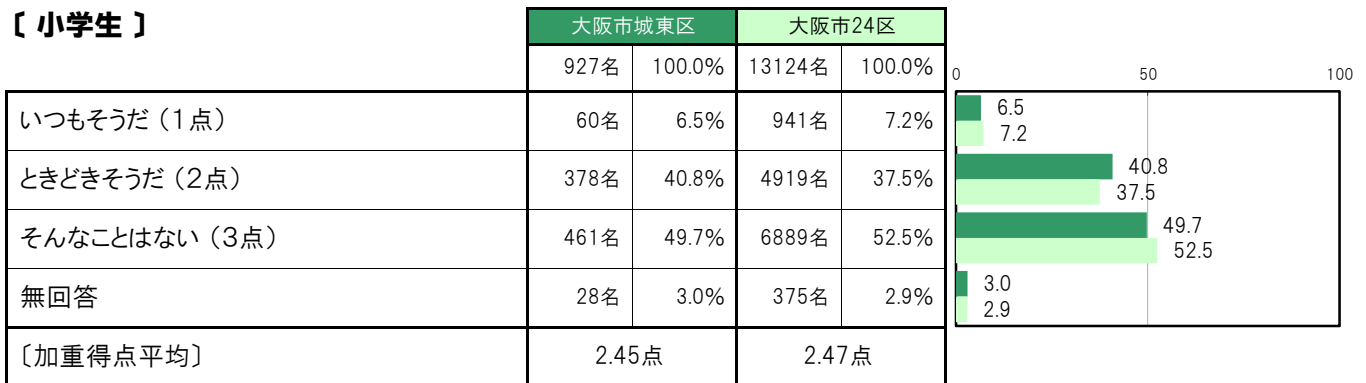 〔 小学生 〕
大阪市城東区 大阪市24区
927名 100.0% 13124名 100.0%
0 50 100
いつもそうだ（1点） 60名 6.5% 941名 7.2%
6.5
7.2
ときどきそうだ（2点） 378名 40.8% 4919名 37.5%
40.8
37.5
そんなことはない（3点） 461名 49.7% 6889名 52.5%
49.7
52.5
無回答 28名 3.0% 375名 2.9%
3.0
2.9
〔加重得点平均〕 2.45点 2.47点